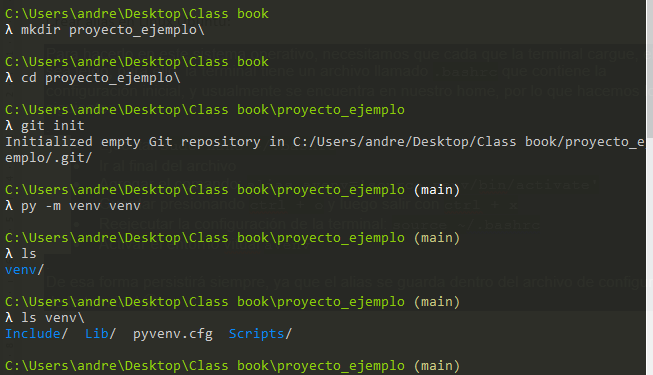 C:\Users\andre\Desktop\Class book
λ mkdir proyecto_ejemplo\
C:\Users\andre\Desktop\Class book
λ cd proyecto_ejemplo\
C:\Users\andre\Desktop\Class book\proyecto_ejemplo
λ git init
Initialized empty Git repository in C:/Users/andre/Desktop/Class book/proyecto_e
emplo/.git/
C:\Users\andre\Desktop\Class book\proyecto_ejemplo (main)
λ py -m venv venv
C:\Users\andre\Desktop\Class book\proyecto_ejemplo (main)
λ ls
venv/
C:\Users\andre\Desktop\Class book\proyecto_ejemplo (main)
λ ls venv\
Include/ Lib/ pyvenv.cfg Scripts/
C:\Users\andre\Desktop\Class book\proyecto_ejemplo (main)